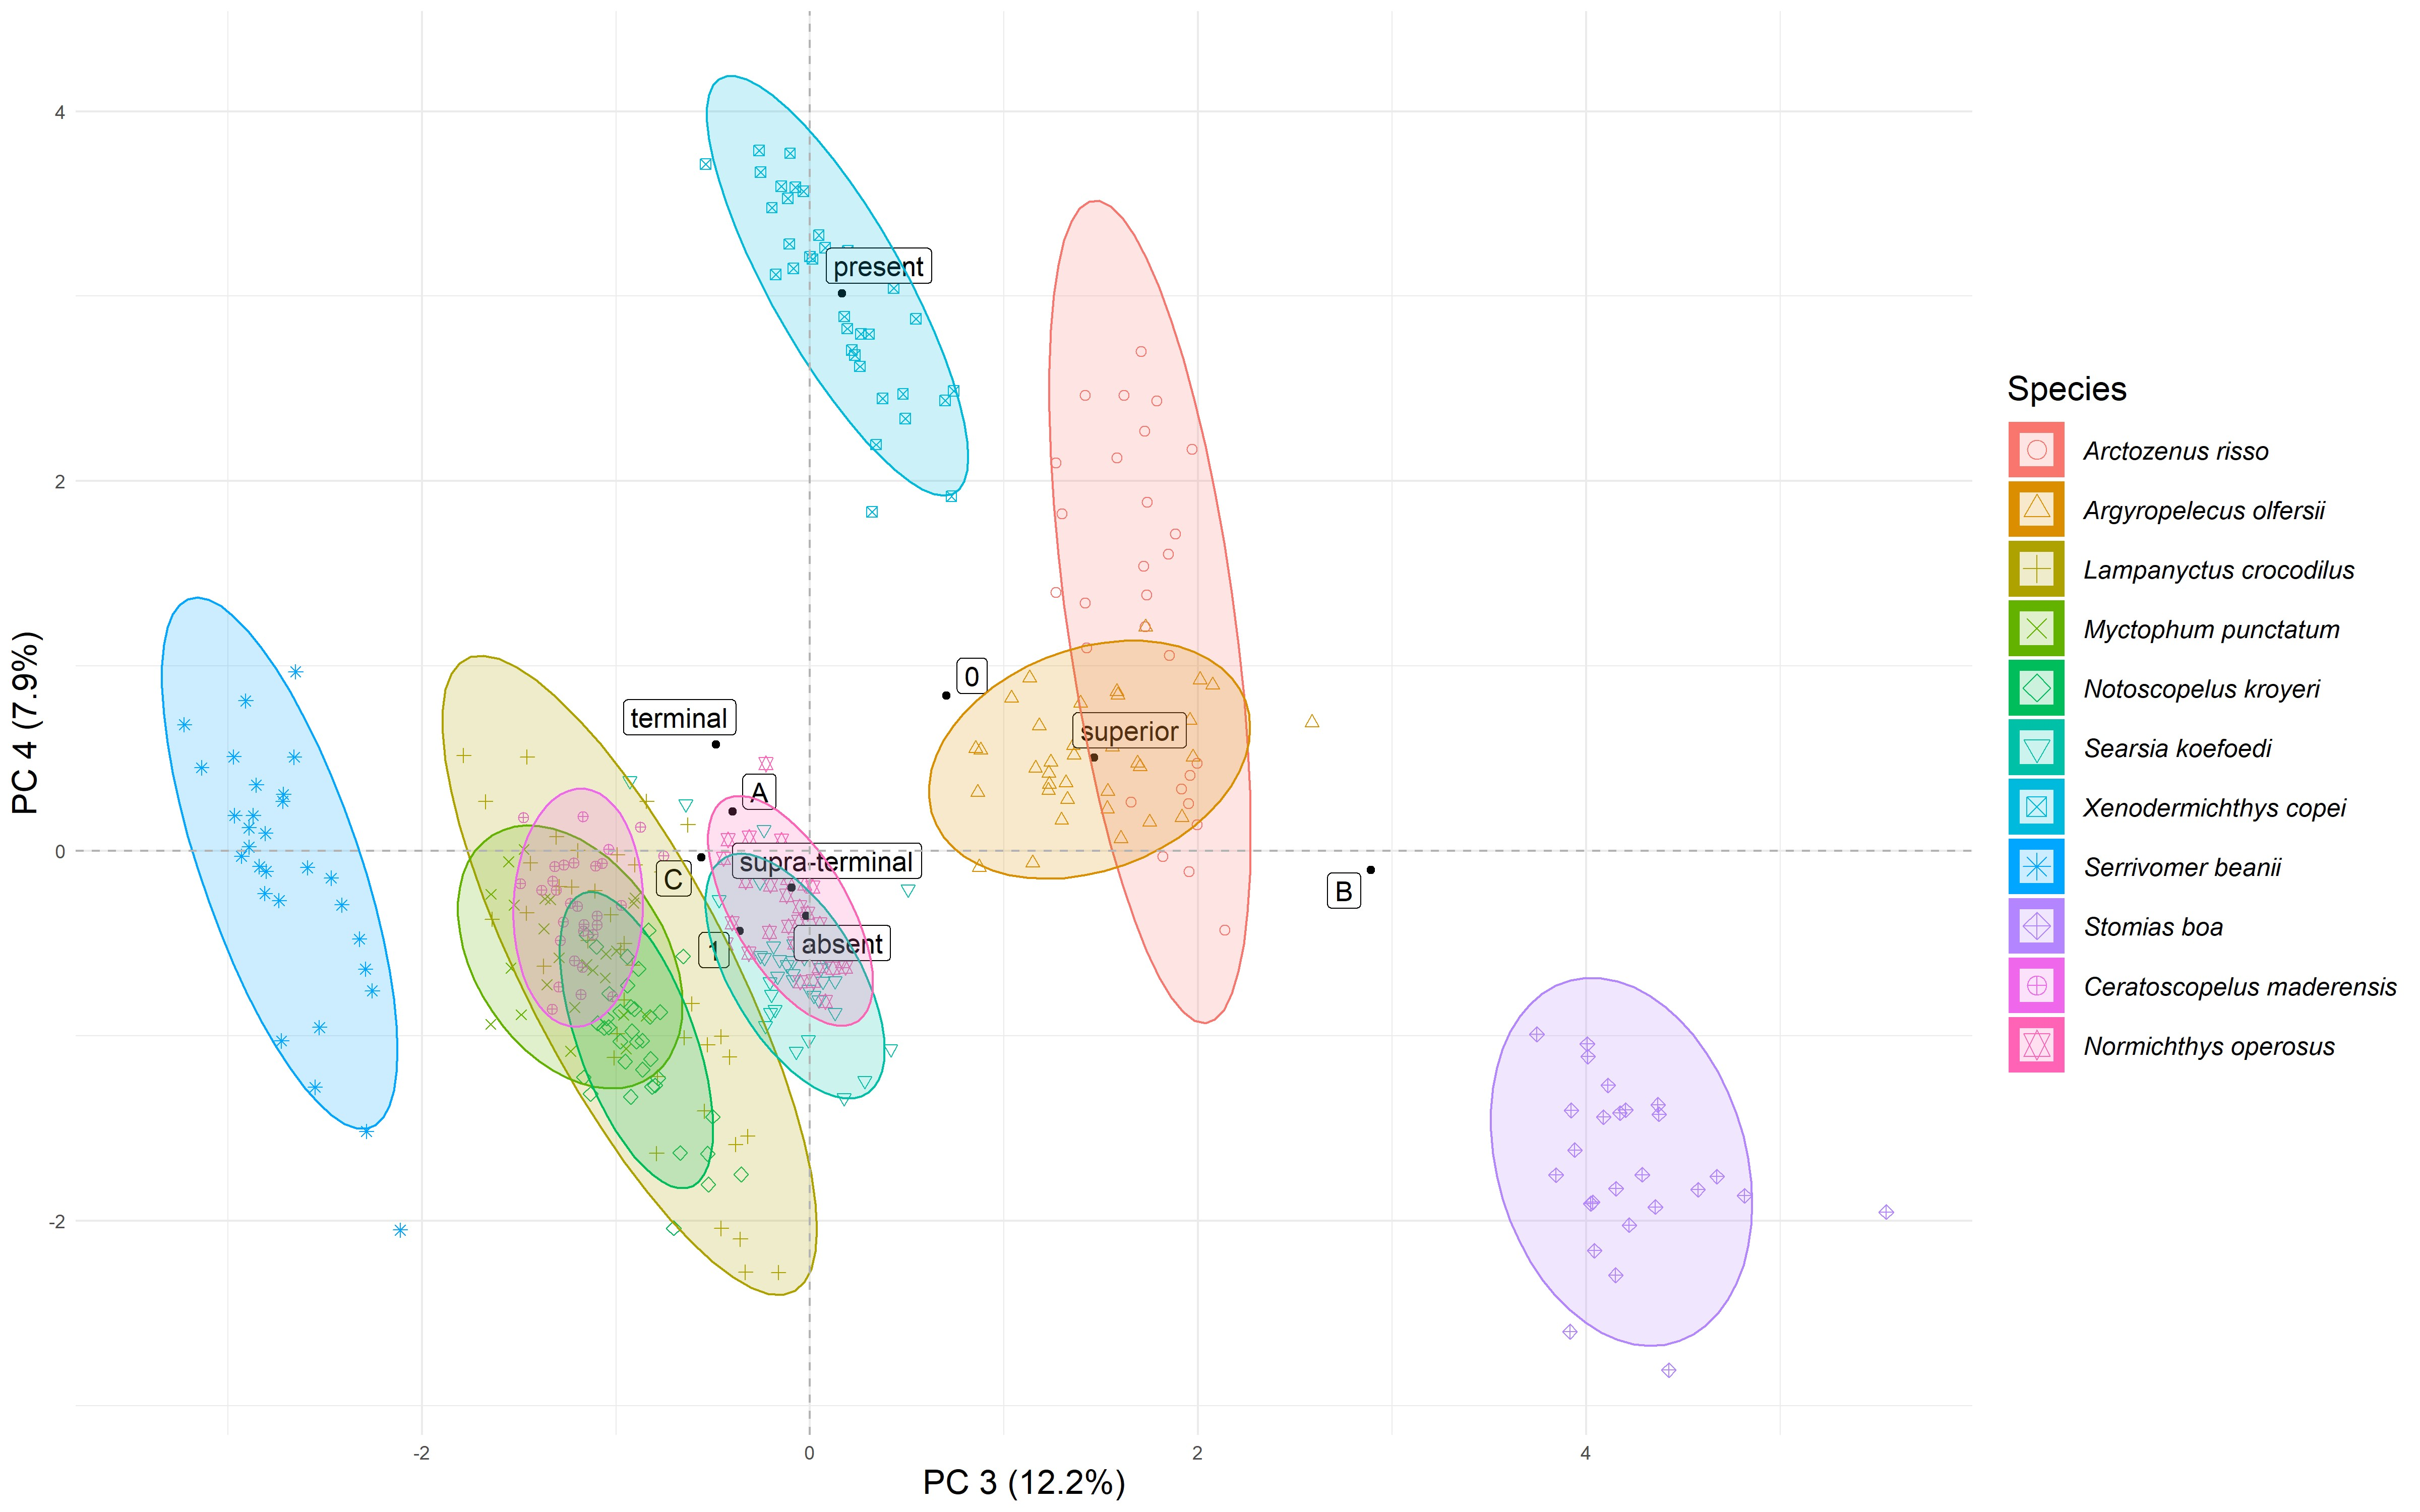 4
2
0
-2
PC 4 (7.9%)
present
0
terminal
superior
A
supra-terminal
C
B
1
absent
-2
0
2
4
PC 3 (12.2%)
Species
Arctozenus risso
Argyropelecus olfersii
Lampanyctus crocodilus
Myctophum punctatum
Notoscopelus kroyeri
Searsia koefoedi
Xenodermichthys copei
Serrivomer beanii
Stomias boa
Ceratoscopelus maderensis
Normichthys operosus